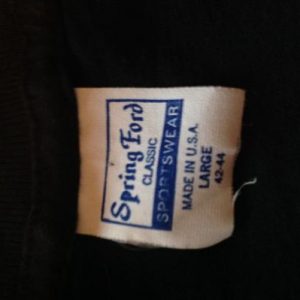 Spring Ford
CLASSIC
SPORTSWEAR
MADE IN U.S.A.
LARGE
42-44